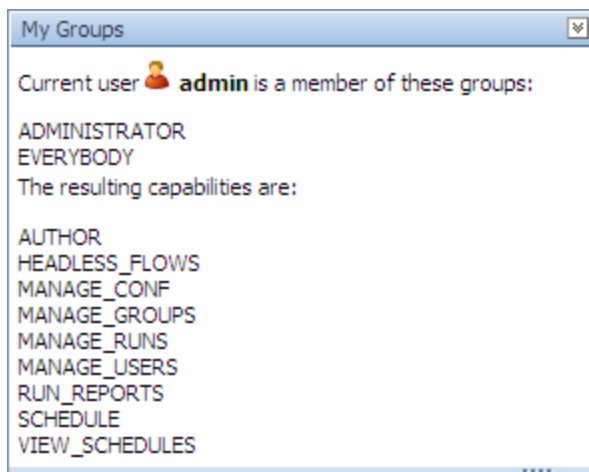 My Groups
Current user admin is a member of these groups:
ADMINISTRATOR
EVERYBODY
The resulting capabilities are:
AUTHOR
HEADLESS_FLOWS
MANAGE_CONF
MANAGE_GROUPS
MANAGE_RUNS
MANAGE_USERS
RUN_REPORTS
SCHEDULE
VIEW_SCHEDULES